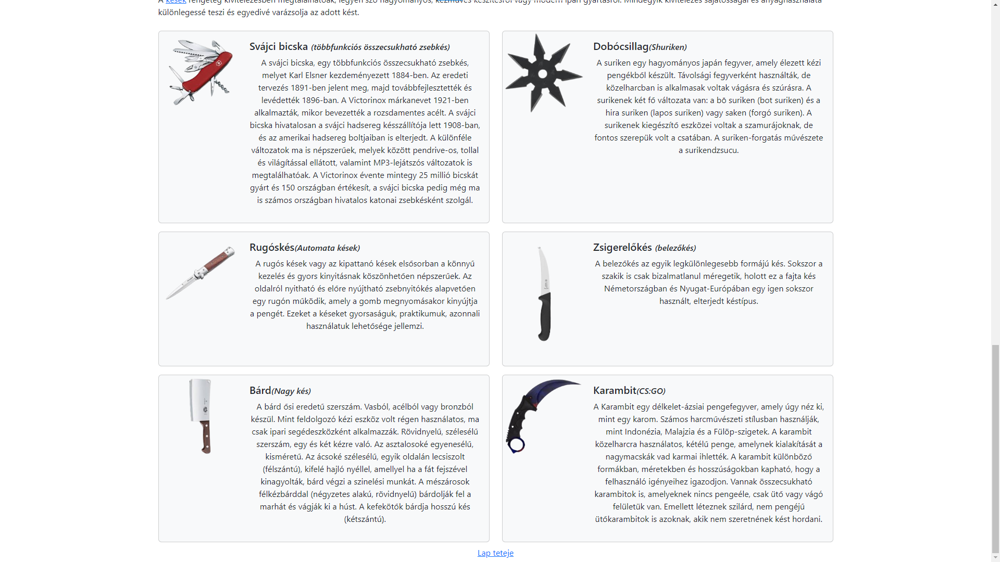 A kések rengeteg kivitelezésben megtalálhatóak, legyen szó hagyományos, kézműves készítésről vagy modern ipari gyártásról. Mindegyik kivitelezés sajátosságai és anyaghasználata
különlegessé teszi és egyedivé varázsolja az adott kést.
Svájci bicska (többfunkciós összecsukható zsebkés)
A svájci bicska, egy többfunkciós összecsukható zsebkés,
melyet Karl Elsner kezdeményezett 1884-ben. Az eredeti
tervezés 1891-ben jelent meg, majd továbbfejlesztették és
levédették 1896-ban. A Victorinox márkanevet 1921-ben
alkalmazták, mikor bevezették a rozsdamentes acélt. A svájci
bicska hivatalosan a svájci hadsereg késszállítója lett 1908-ban,
és az amerikai hadsereg boltjaiban is elterjedt. A különféle
változatok ma is népszerűek, melyek között pendrive-os, tollal
és világítással ellátott, valamint MP3-lejátszós változatok is
megtalálhatóak. A Victorinox évente mintegy 25 millió bicskát
gyárt és 150 országban értékesít, a svájci bicska pedig még ma
is számos országban hivatalos katonai zsebkésként szolgál.
Dobócsillag(Shuriken)
A suriken egy hagyományos japán fegyver, amely élezett kézi
pengékből készült. Távolsági fegyverként használták, de
közelharcban is alkalmasak voltak vágásra és szúrásra. A
surikenek két fő változata van: a bō suriken (bot suriken) és a
hira suriken (lapos suriken) vagy saken (forgó suriken). A
surikenek kiegészítő eszközei voltak a szamurájoknak, de
fontos szerepük volt a csatában. A suriken-forgatás művészete
a surikendzsucu.
Rugóskés(Automata kések)
A rugós kések vagy az kipattanó kések elsősorban a könnyű
kezelés és gyors kinyitásnak köszönhetően népszerűek. Az
oldalról nyitható és előre nyújtható zsebnyitókés alapvetően
egy rugón működik, amely a gomb megnyomásakor kinyújtja
a pengét. Ezeket a késeket gyorsaságuk, praktikumuk, azonnali
használatuk lehetősége jellemzi.
Zsigerelőkés (belezőkés)
A belezőkés az egyik legkülönlegesebb formájú kés. Sokszor a
szakik is csak bizalmatlanul méregetik, holott ez a fajta kés
Németországban és Nyugat-Európában egy igen sokszor
használt, elterjedt késtípus.
Bárd(Nagy kés)
A bárd ősi eredetű szerszám. Vasból, acélból vagy bronzból
készül. Mint feldolgozó kézi eszköz volt régen használatos, ma
csak ipari segédeszközként alkalmazzák. Rövidnyelű, szélesélű
szerszám, egy és két kézre való. Az asztalosoké egyenesélű,
kisméretű. Az ácsoké szélesélű, egyik oldalán lecsiszolt
(félszántú), kifelé hajló nyéllel, amellyel ha a fát fejszével
kinagyolták, bárd végzi a szinelési munkát. A mészárosok
félkézbárddal (négyzetes alakú, rövidnyelű) bárdolják fel a
marhát és vágják ki a húst. A kefekötők bárdja hosszú kés
(kétszántú).
Karambit(CS:GO)
A Karambit egy délkelet-ázsiai pengefegyver, amely úgy néz ki,
mint egy karom. Számos harcművészeti stílusban használják,
mint Indonézia, Malajzia és a Fülöp-szigetek. A karambit
közelharcra használatos, kétélű penge, amelynek kialakítását a
nagymacskák vad karmai ihlették. A karambit különböző
formákban, méretekben és hosszúságokban kapható, hogy a
felhasználó igényeihez igazodjon. Vannak összecsukható
karambitok is, amelyeknek nincs pengeéle, csak ütő vagy vágó
felületük van. Emellett léteznek szilárd, nem pengéjű
ütőkarambitok is azoknak, akik nem szeretnének kést hordani.
Lap teteje